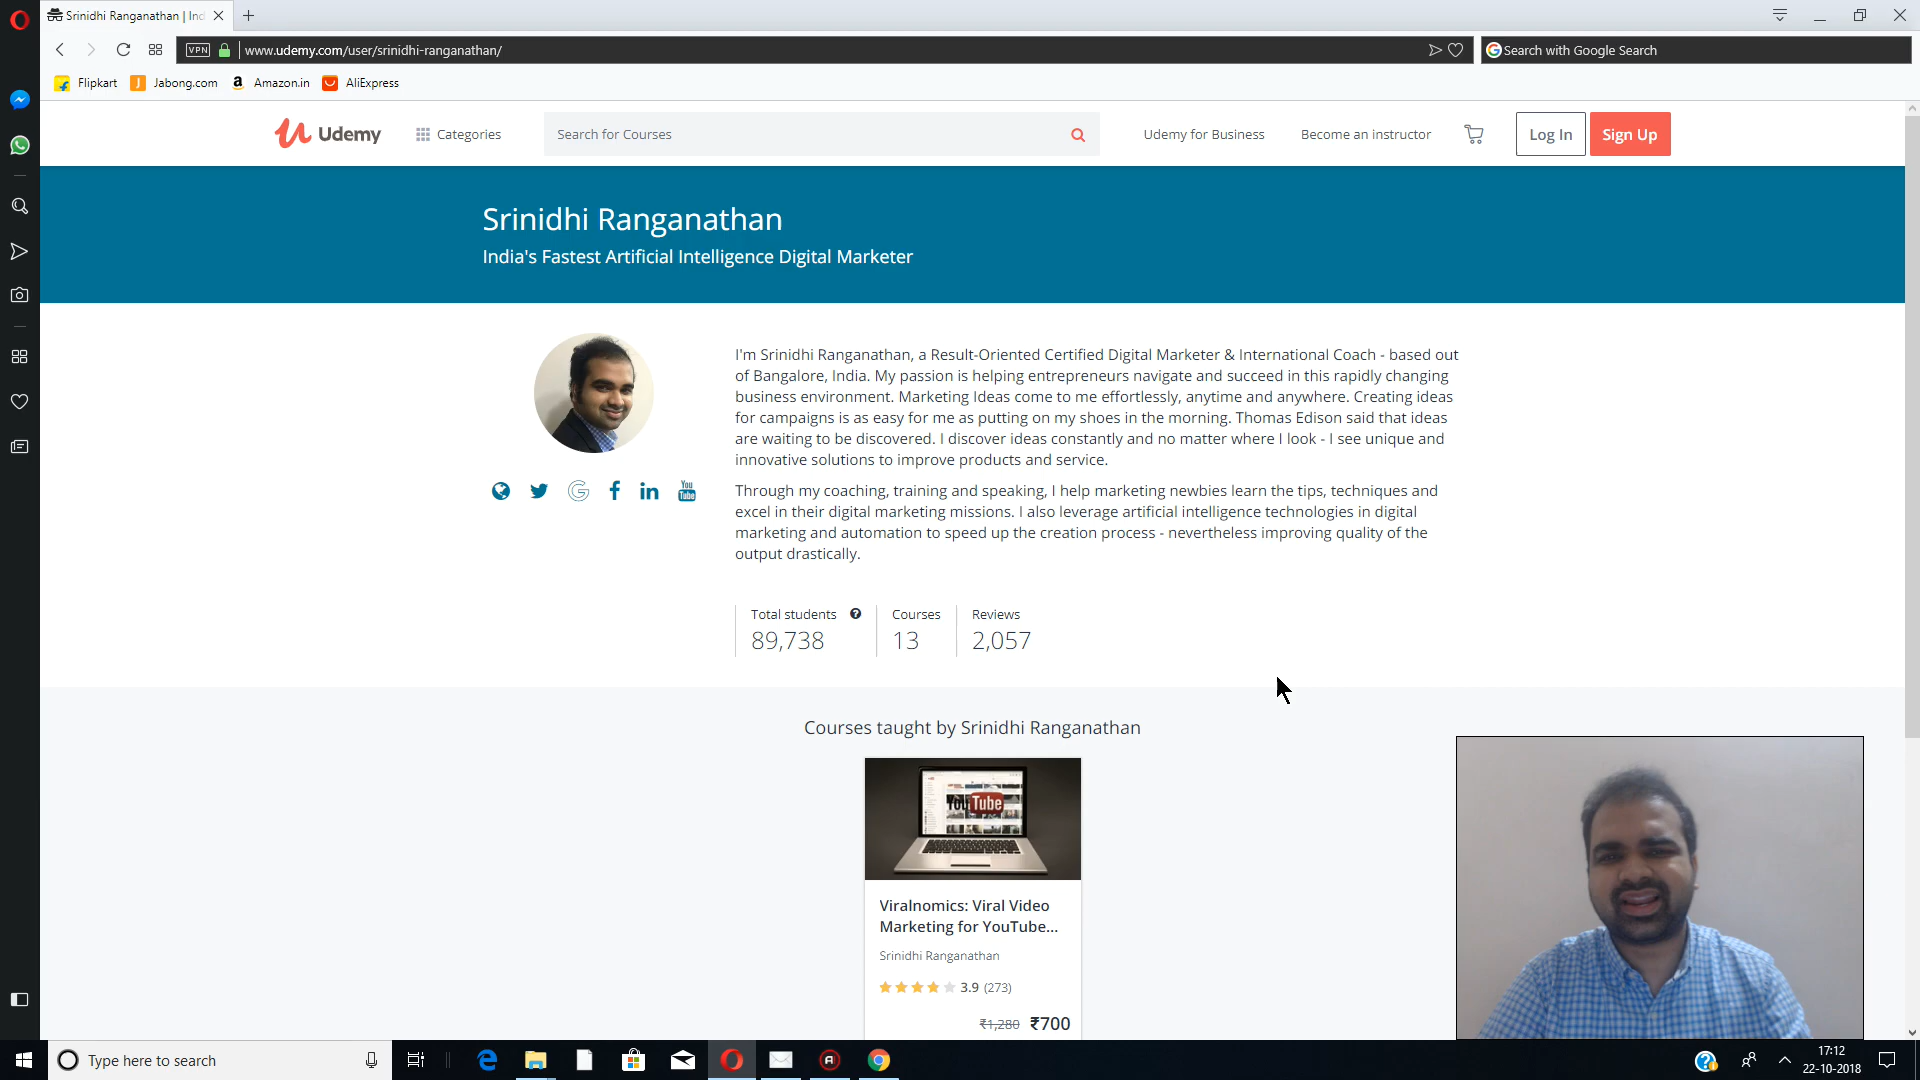 Srinidhi Ranganathan | Ind
VPN www.udemy.com/user/srinidhi-ranganathan/
Search with Google Search
Flipkart Jabong.com Amazon.in AliExpress
Udemy Categories Search for Courses Udemy for Business Become an instructor Log In Sign Up
Srinidhi Ranganathan
India's Fastest Artificial Intelligence Digital Marketer
I'm Srinidhi Ranganathan, a Result-Oriented Certified Digital Marketer & International Coach - based out
of Bangalore, India. My passion is helping entrepreneurs navigate and succeed in this rapidly changing
business environment. Marketing Ideas come to me effortlessly, anytime and anywhere. Creating ideas
for campaigns is as easy for me as putting on my shoes in the morning. Thomas Edison said that ideas
are waiting to be discovered. I discover ideas constantly and no matter where I look - I see unique and
innovative solutions to improve products and service.
Through my coaching, training and speaking, I help marketing newbies learn the tips, techniques and
excel in their digital marketing missions. I also leverage artificial intelligence technologies in digital
marketing and automation to speed up the creation process - nevertheless improving quality of the
output drastically.
Total students Courses Reviews
89,738 13 2,057
Courses taught by Srinidhi Ranganathan
YouTube
Viralnomics: Viral Video
Marketing for YouTube...
Srinidhi Ranganathan
3.9 (273)
₹1,280 ₹700
Type here to search
17:12
22-10-2018